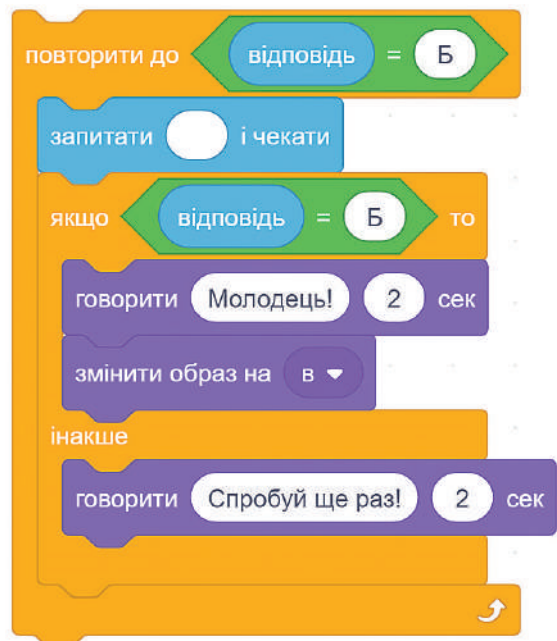 повторити до відповідь = Б
запитати і чекати
якщо відповідь = Б то
говорити Молодець! 2 сек
змінити образ на в
інакше
говорити Спробуй ще раз! 2 сек